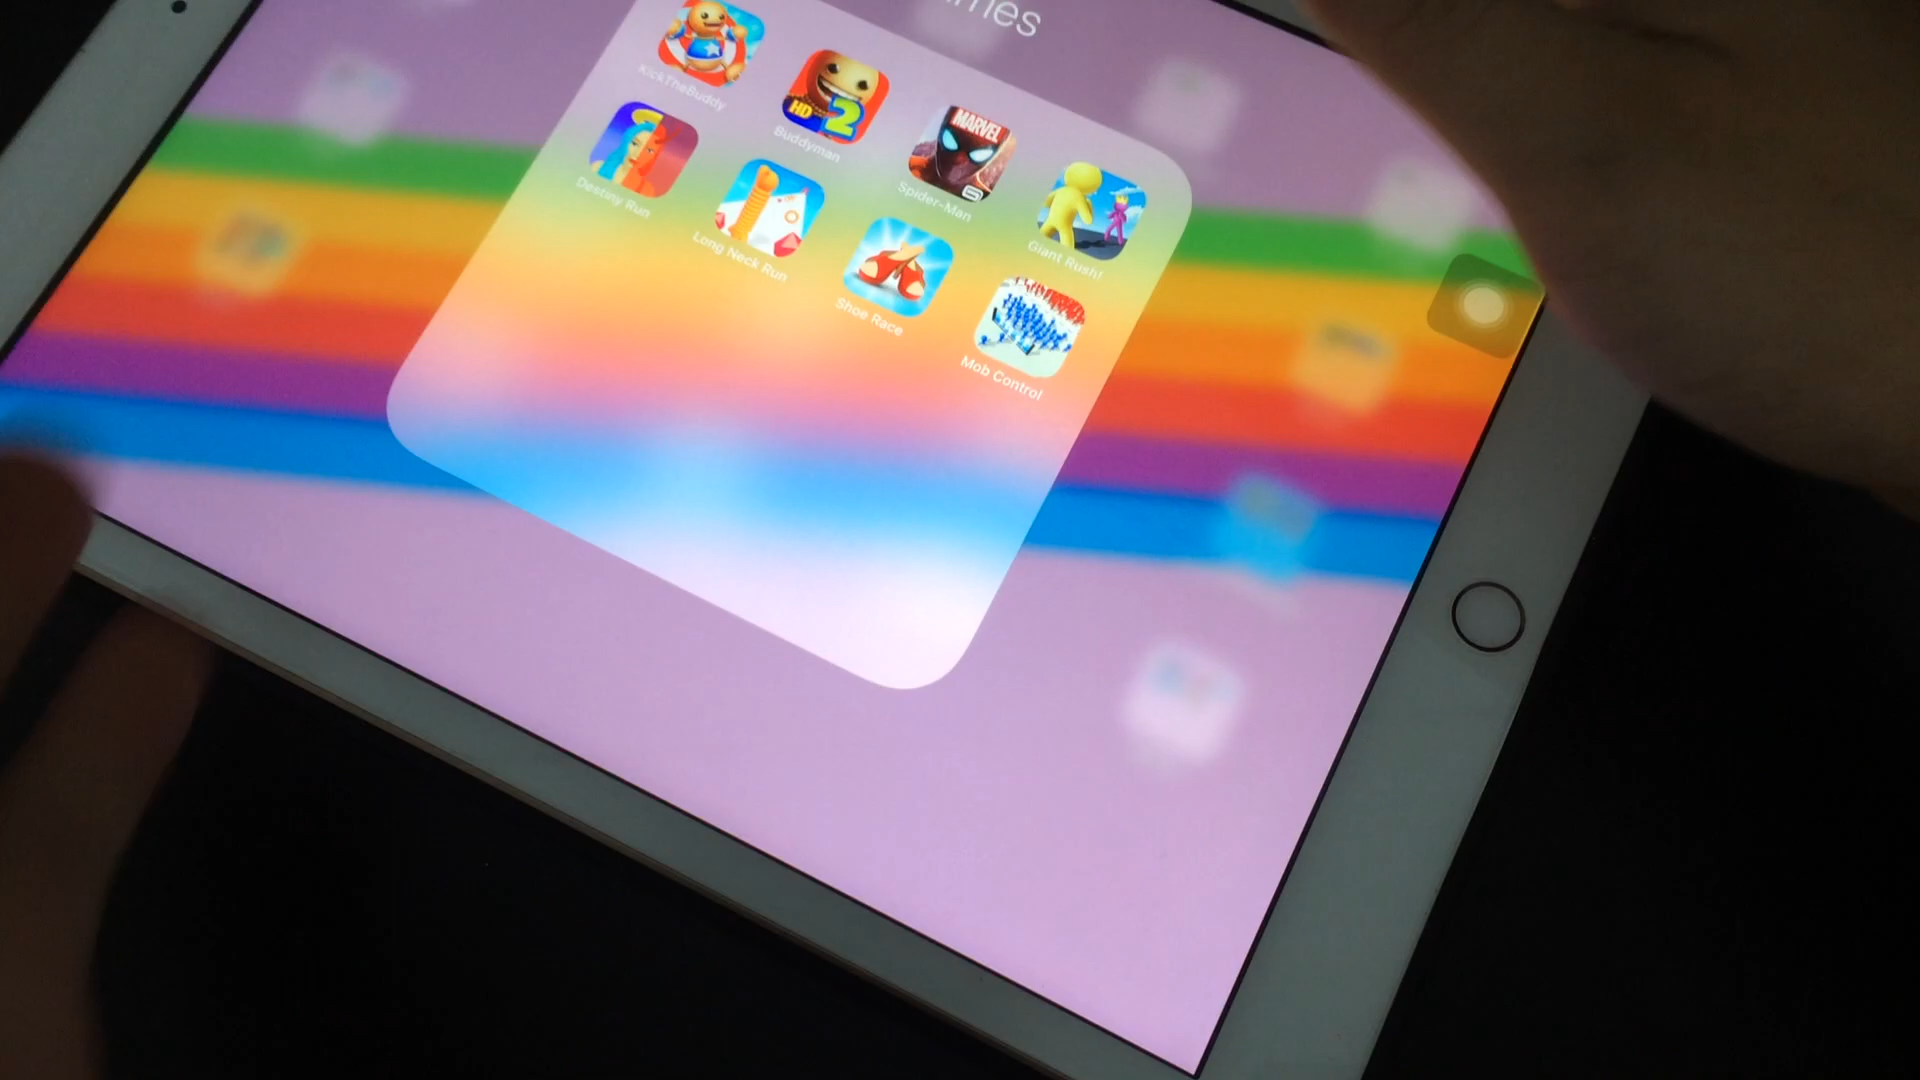 mes
KickTheBuddy
HD 2
Buddyman
MARVEL
Spider-Man
Giant Rush!
Destiny Run
Long Neck Run
Shoe Race
Mob Control